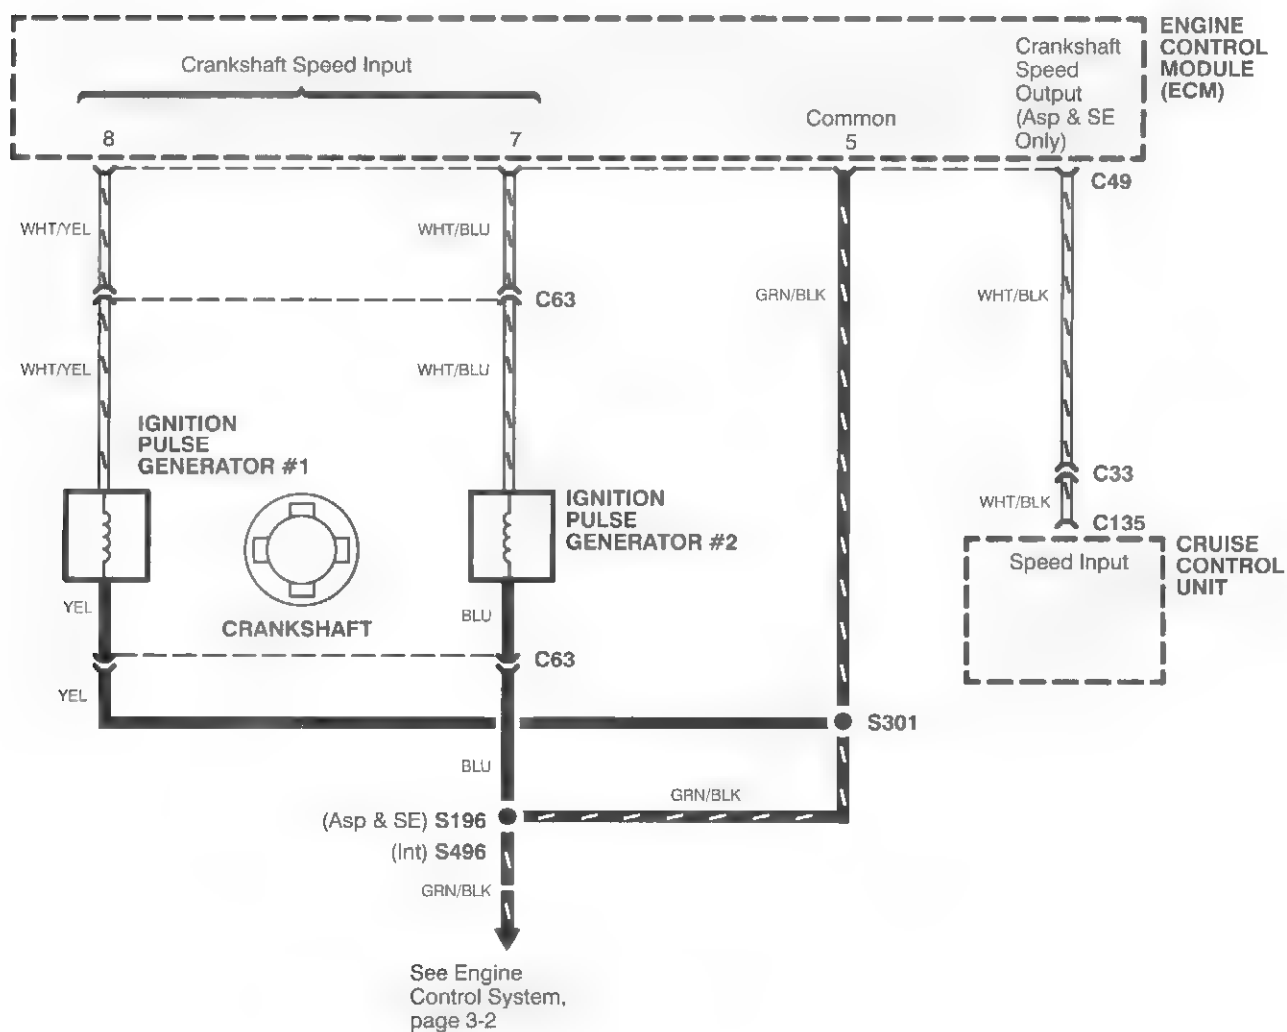 ENGINE
CONTROL
MODULE
(ECM)
Crankshaft Speed Input
Crankshaft
Speed
Output
(Asp & SE
Only)
8
7
Common
5
C49
WHT/YEL
WHT/BLU
C63
GRN/BLK
WHT/BLK
WHT/YEL
WHT/BLU
IGNITION
PULSE
GENERATOR #1
C33
IGNITION
PULSE
GENERATOR #2
WHT/BLK
C135
CRUISE
CONTROL
UNIT
Speed Input
YEL
CRANKSHAFT
BLU
C63
YEL
S301
BLU
GRN/BLK
(Asp & SE) S196
(Int) S496
GRN/BLK
See Engine
Control System,
page 3-2